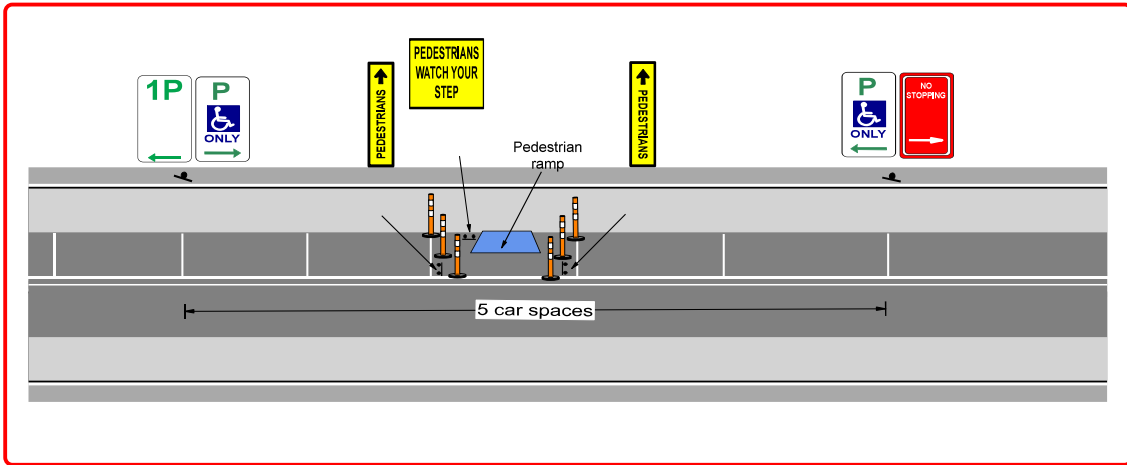 1P
P
ONLY
PEDESTRIANS
PEDESTRIANS
WATCH YOUR
STEP
PEDESTRIANS
P
ONLY
NO
STOPPING
Pedestrian
ramp
5 car spaces